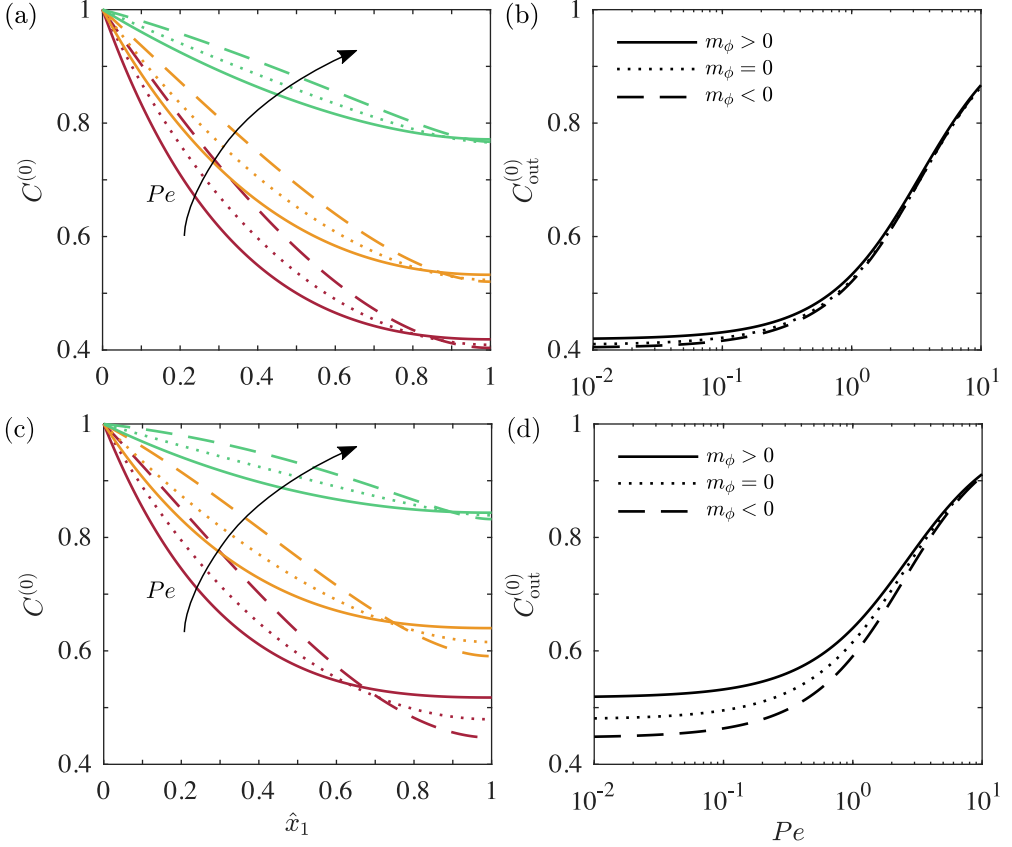 (a)
1
0.8
0.6
0.4
C^(0)
Pe
0 0.2 0.4 0.6 0.8 1
(b)
1
0.8
0.6
0.4
C_out^(0)
m_ϕ > 0
m_ϕ = 0
m_ϕ < 0
10^-2 10^-1 10^0 10^1
(c)
1
0.8
0.6
0.4
C^(0)
Pe
0 0.2 0.4 0.6 0.8 1
x̂_1
(d)
1
0.8
0.6
0.4
C_out^(0)
m_ϕ > 0
m_ϕ = 0
m_ϕ < 0
10^-2 10^-1 10^0 10^1
Pe